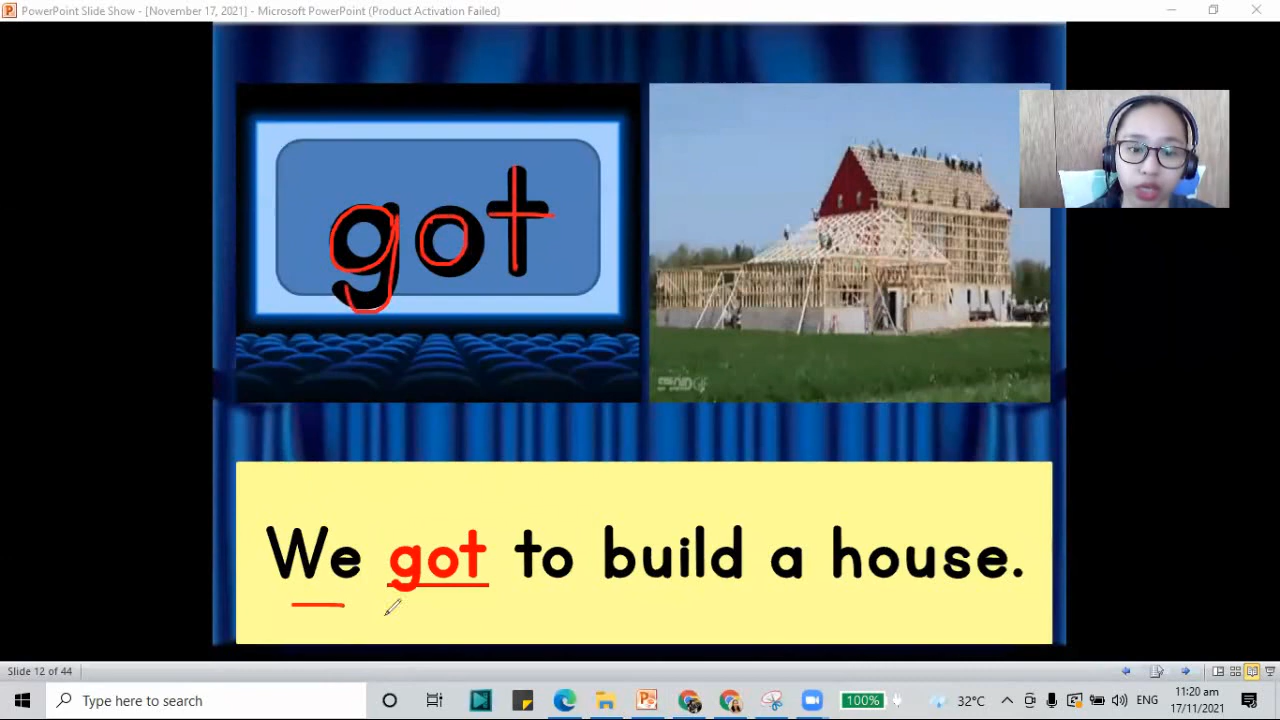 PowerPoint Slide Show - [November 17, 2021] - Microsoft PowerPoint (Product Activation Failed)
got
We got to build a house.
Slide 12 of 44
Type here to search
100%
32°C
ENG
11:20 am
17/11/2021